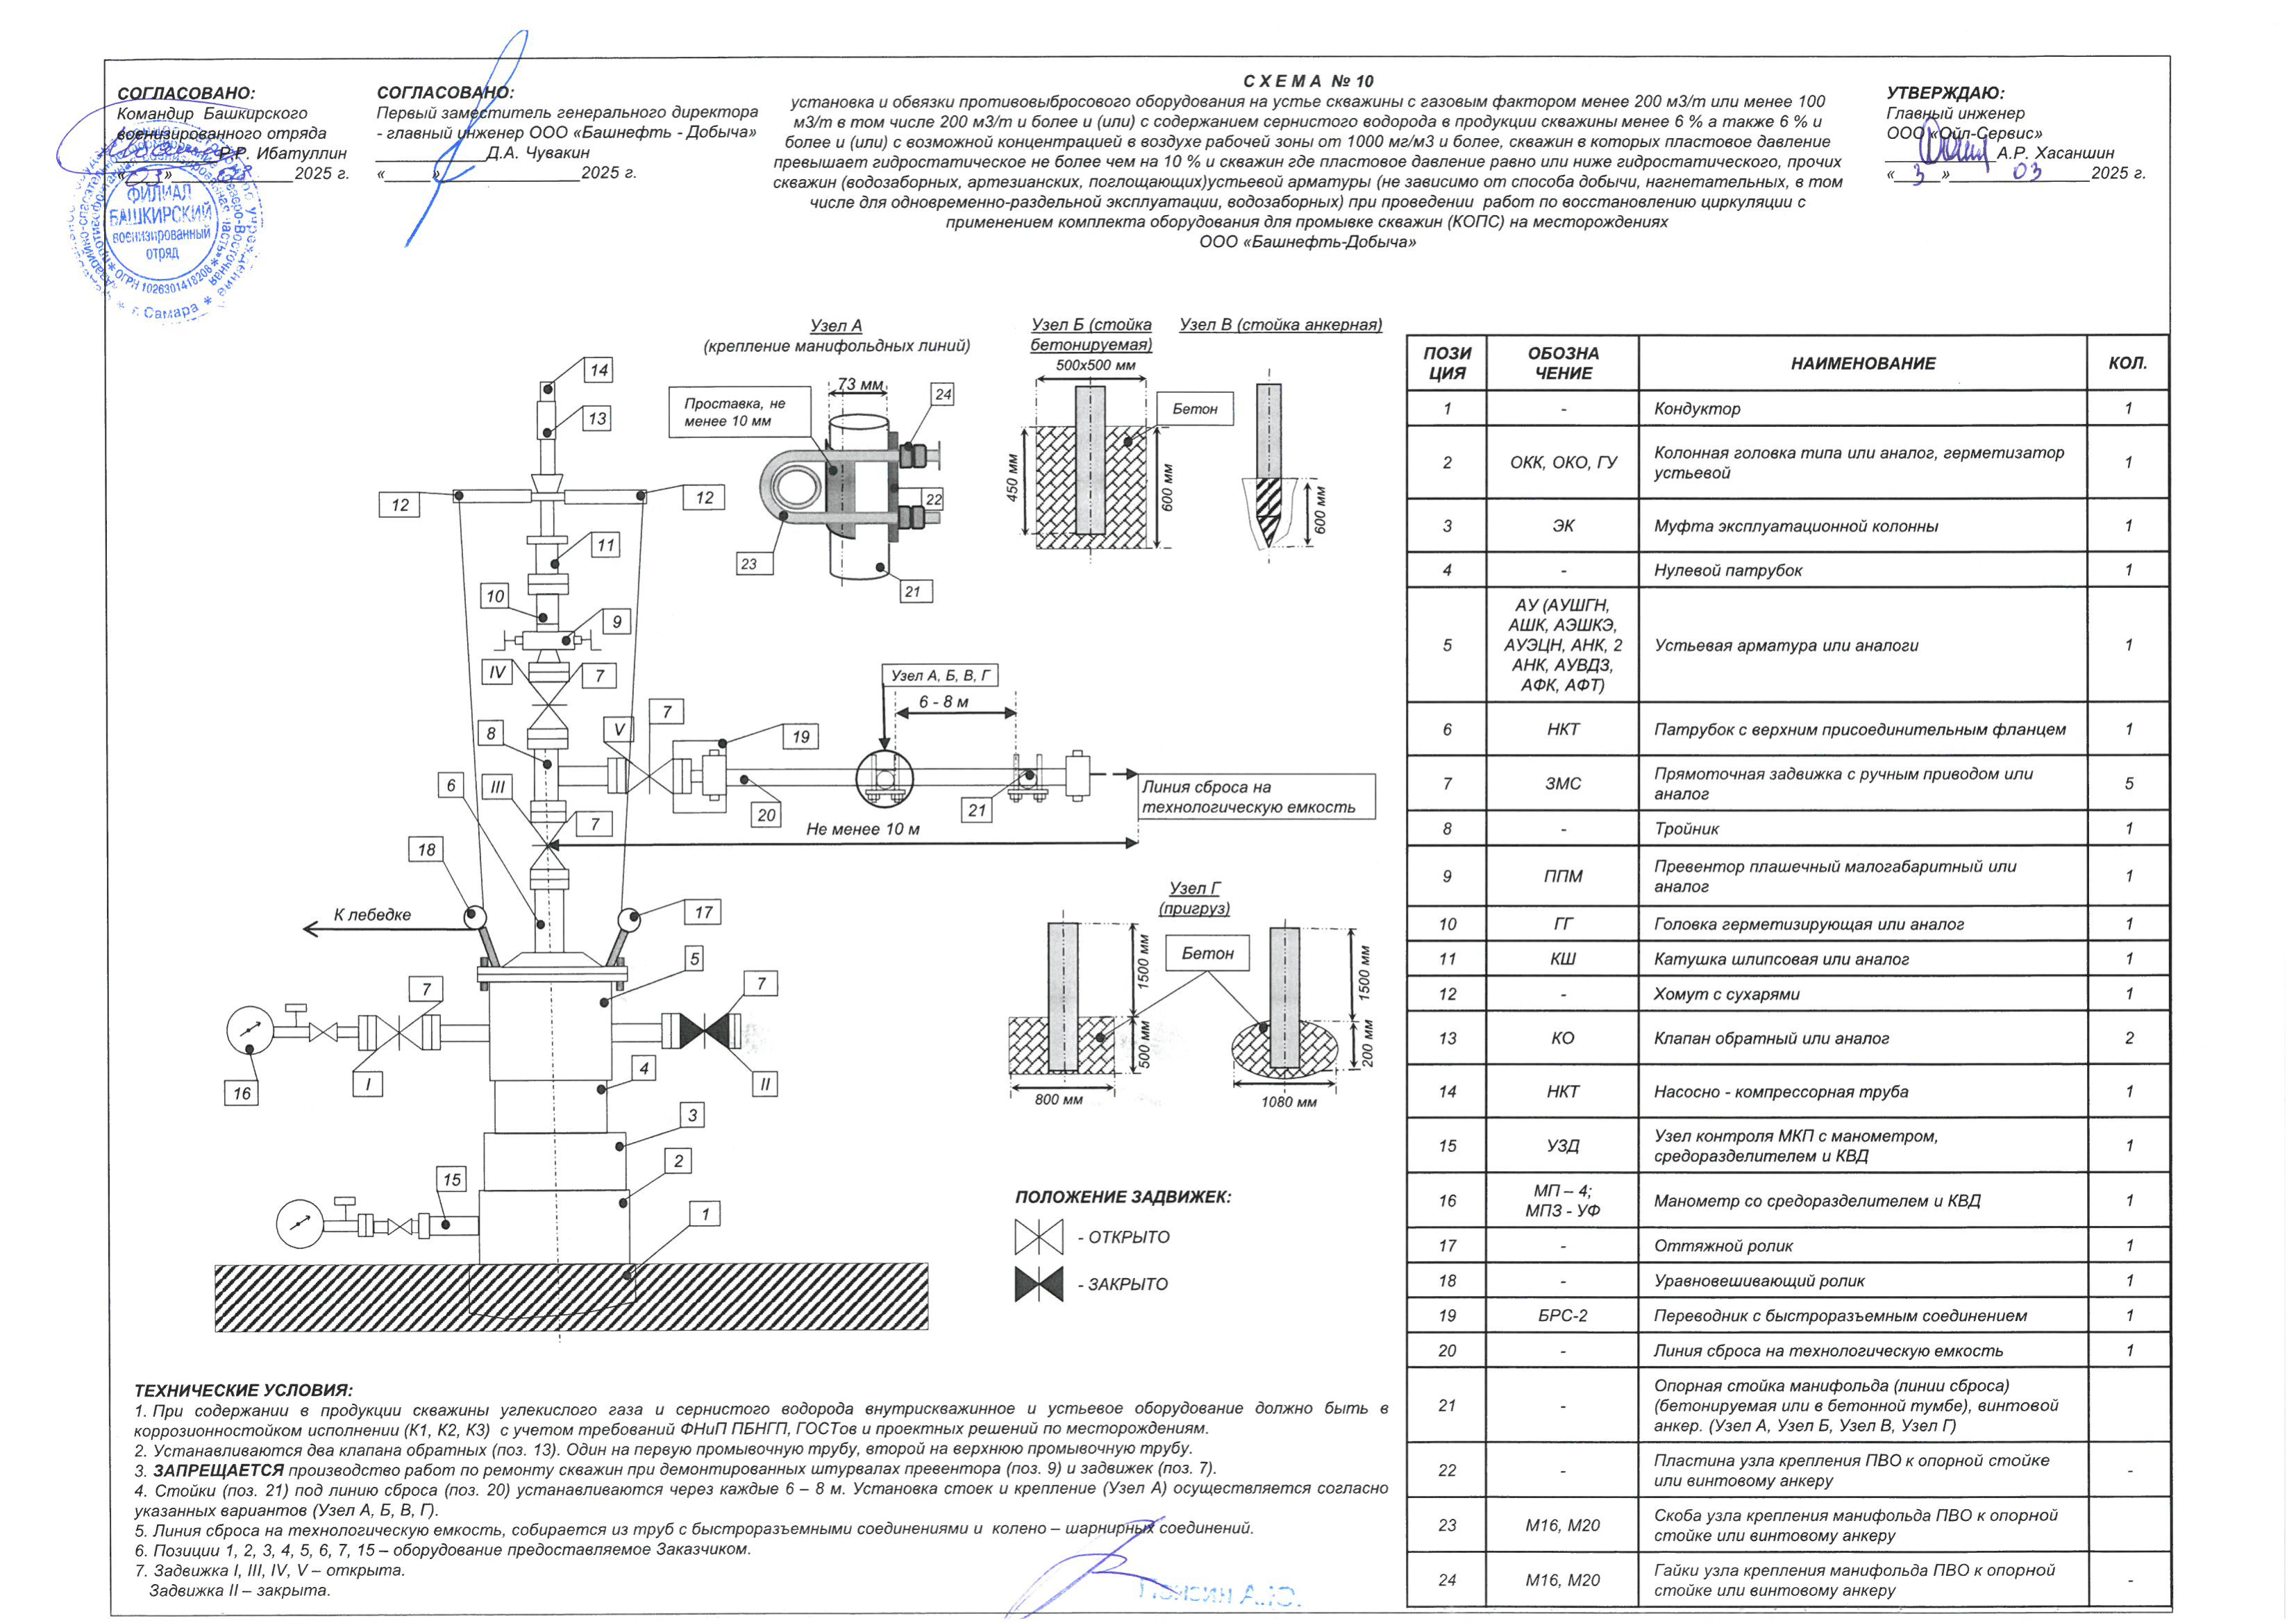 СОГЛАСОВАНО:
Командир Башкирского
военизированного отряда
Р.Р. Ибатуллин
«03» 2025 г.
ФИЛИАЛ
БАШКИРСКИЙ
военизированный
отряд
ОГРН 1026301418208
г. Самара
СОГЛАСОВАНО:
Первый заместитель генерального директора
- главный инженер ООО «Башнефть - Добыча»
Д.А. Чувакин
«_____»__________________2025 г.
С Х Е М А № 10
установка и обвязки противовыбросового оборудования на устье скважины с газовым фактором менее 200 м3/т или менее 100
м3/т в том числе 200 м3/т и более и (или) с содержанием сернистого водорода в продукции скважины менее 6 % а также 6 % и
более и (или) с возможной концентрацией в воздухе рабочей зоны от 1000 мг/м3 и более, скважин в которых пластовое давление
превышает гидростатическое не более чем на 10 % и скважин где пластовое давление равно или ниже гидростатического, прочих
скважин (водозаборных, артезианских, поглощающих)устьевой арматуры (не зависимо от способа добычи, нагнетательных, в том
числе для одновременно-раздельной эксплуатации, водозаборных) при проведении работ по восстановлению циркуляции с
применением комплекта оборудования для промывке скважин (КОПС) на месторождениях
ООО «Башнефть-Добыча»
УТВЕРЖДАЮ:
Главный инженер
ООО «Ойл-Сервис»
А.Р. Хасаншин
«3» 03 2025 г.
Узел А
(крепление манифольдных линий)
73 мм
Проставка, не
менее 10 мм
24
22
23
21
Узел Б (стойка
бетонируемая)
500х500 мм
Бетон
450 мм
600 мм
Узел В (стойка анкерная)
600 мм
14
13
12
12
11
10
9
IV
7
8
V
7
19
III
6
7
20
21
Узел А, Б, В, Г
6 - 8 м
Линия сброса на
технологическую емкость
Не менее 10 м
18
К лебедке
17
5
7
7
16
I
II
4
3
2
15
1
Узел Г
(пригруз)
Бетон
1500 мм
500 мм
800 мм
1500 мм
200 мм
1080 мм
ПОЛОЖЕНИЕ ЗАДВИЖЕК:
- ОТКРЫТО
- ЗАКРЫТО
ПОЗИ
ЦИЯ
ОБОЗНА
ЧЕНИЕ
НАИМЕНОВАНИЕ
КОЛ.
1 - Кондуктор 1
2 ОКК, ОКО, ГУ Колонная головка типа или аналог, герметизатор
устьевой 1
3 ЭК Муфта эксплуатационной колонны 1
4 - Нулевой патрубок 1
5 АУ (АУШГН,
АШК, АЭШКЭ,
АУЭЦН, АНК, 2
АНК, АУВДЗ,
АФК, АФТ) Устьевая арматура или аналоги 1
6 НКТ Патрубок с верхним присоединительным фланцем 1
7 ЗМС Прямоточная задвижка с ручным приводом или
аналог 5
8 - Тройник 1
9 ППМ Превентор плашечный малогабаритный или
аналог 1
10 ГГ Головка герметизирующая или аналог 1
11 КШ Катушка шлипсовая или аналог 1
12 - Хомут с сухарями 1
13 КО Клапан обратный или аналог 2
14 НКТ Насосно - компрессорная труба 1
15 УЗД Узел контроля МКП с манометром,
средоразделителем и КВД 1
16 МП – 4;
МПЗ - УФ Манометр со средоразделителем и КВД 1
17 - Оттяжной ролик 1
18 - Уравновешивающий ролик 1
19 БРС-2 Переводник с быстроразъемным соединением 1
20 - Линия сброса на технологическую емкость 1
21 - Опорная стойка манифольда (линии сброса)
(бетонируемая или в бетонной тумбе), винтовой
анкер. (Узел А, Узел Б, Узел В, Узел Г)
22 - Пластина узла крепления ПВО к опорной стойке
или винтовому анкеру -
23 М16, М20 Скоба узла крепления манифольда ПВО к опорной
стойке или винтовому анкеру
24 М16, М20 Гайки узла крепления манифольда ПВО к опорной
стойке или винтовому анкеру -
ТЕХНИЧЕСКИЕ УСЛОВИЯ:
1. При содержании в продукции скважины углекислого газа и сернистого водорода внутрискважинное и устьевое оборудование должно быть в
коррозионностойком исполнении (К1, К2, К3) с учетом требований ФНиП ПБНГП, ГОСТов и проектных решений по месторождениям.
2. Устанавливаются два клапана обратных (поз. 13). Один на первую промывочную трубу, второй на верхнюю промывочную трубу.
3. ЗАПРЕЩАЕТСЯ производство работ по ремонту скважин при демонтированных штурвалах превентора (поз. 9) и задвижек (поз. 7).
4. Стойки (поз. 21) под линию сброса (поз. 20) устанавливаются через каждые 6 – 8 м. Установка стоек и крепление (Узел А) осуществляется согласно
указанных вариантов (Узел А, Б, В, Г).
5. Линия сброса на технологическую емкость, собирается из труб с быстроразъемными соединениями и колено – шарнирных соединений.
6. Позиции 1, 2, 3, 4, 5, 6, 7, 15 – оборудование предоставляемое Заказчиком.
7. Задвижка I, III, IV, V – открыта.
Задвижка II – закрыта.